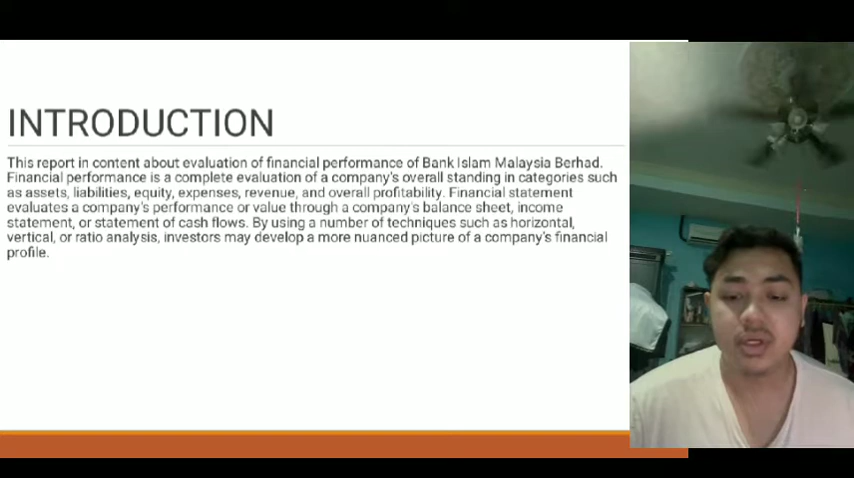 INTRODUCTION
This report in content about evaluation of financial performance of Bank Islam Malaysia Berhad.
Financial performance is a complete evaluation of a company's overall standing in categories such
as assets, liabilities, equity, expenses, revenue, and overall profitability. Financial statement
evaluates a company's performance or value through a company's balance sheet, income
statement, or statement of cash flows. By using a number of techniques such as horizontal,
vertical, or ratio analysis, investors may develop a more nuanced picture of a company's financial
profile.